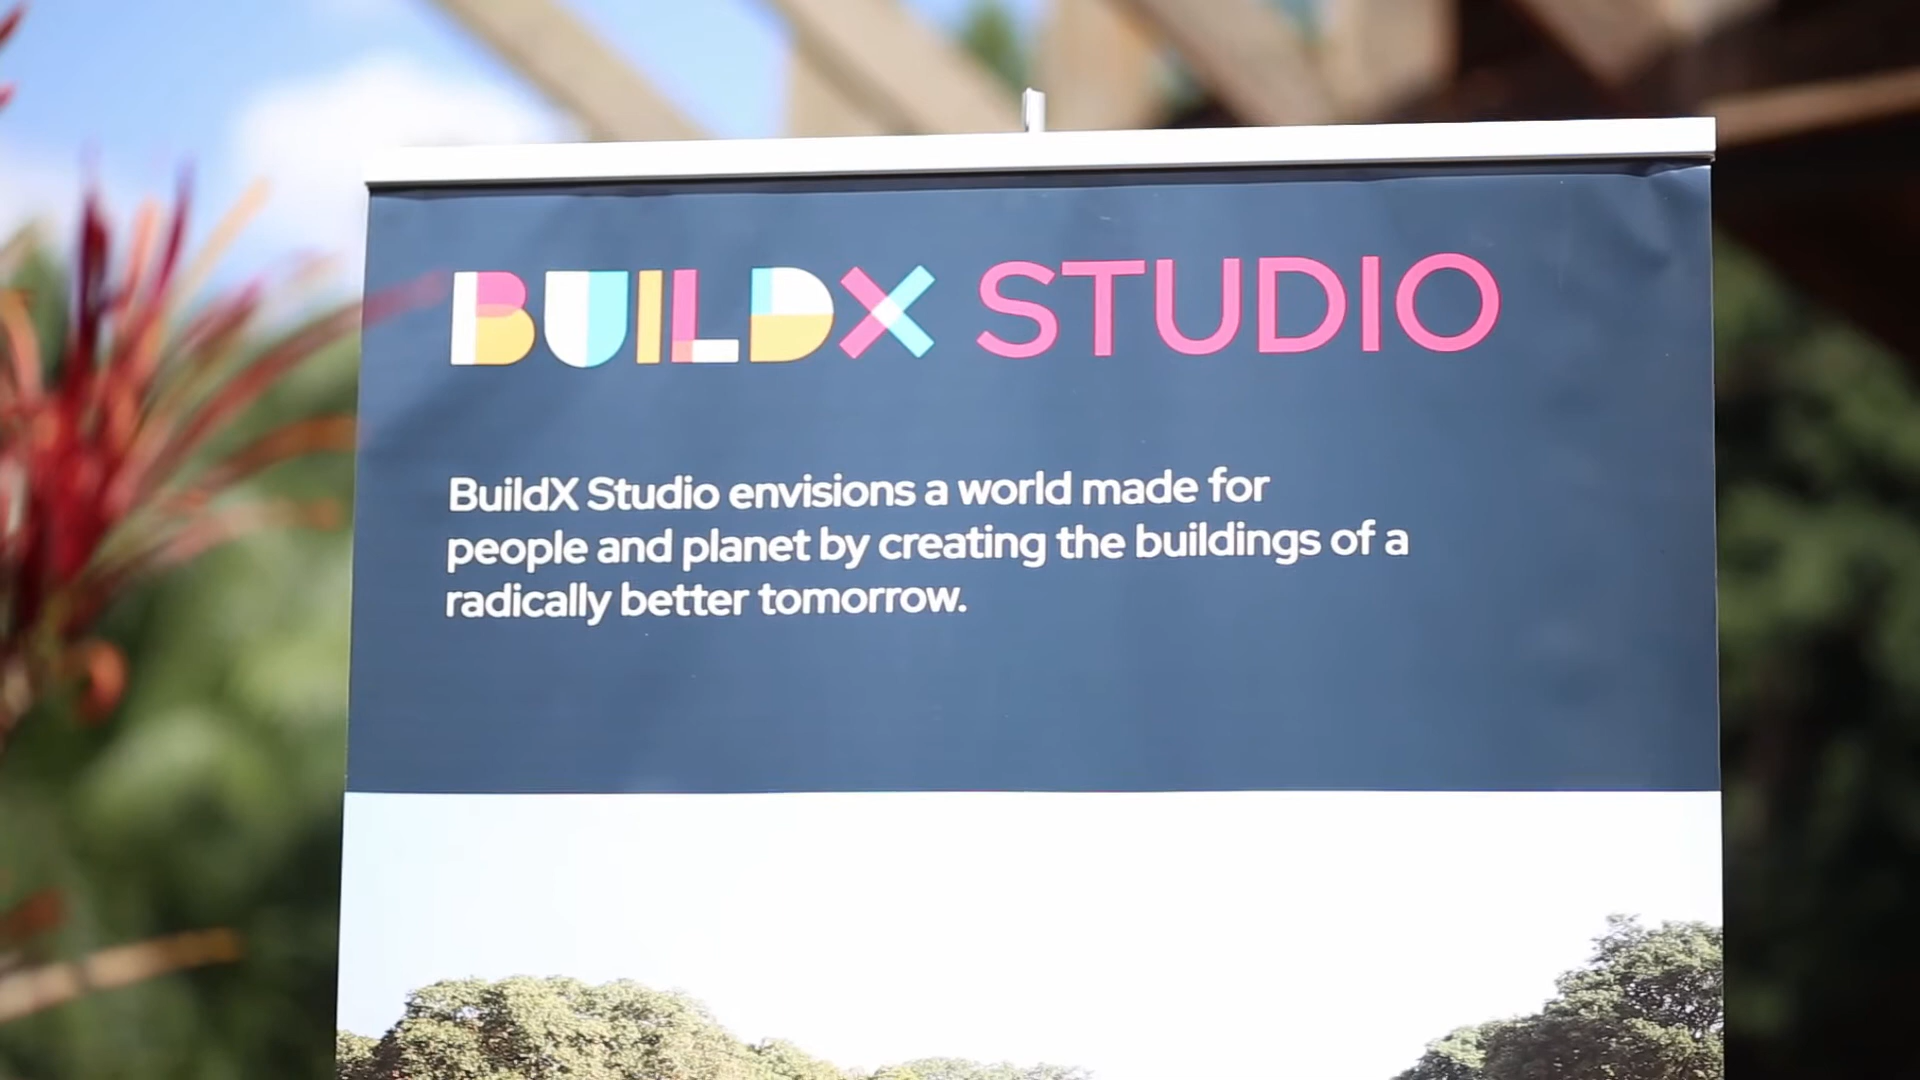 BUILDX STUDIO
BuildX Studio envisions a world made for
people and planet by creating the buildings of a
radically better tomorrow.